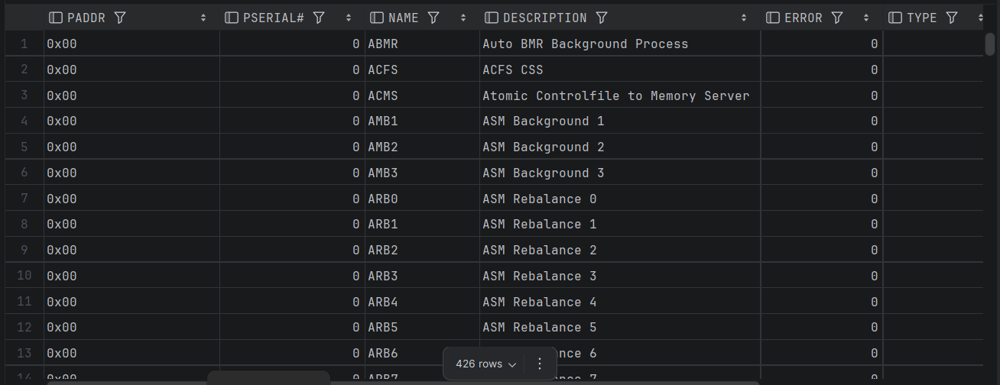 PADDR PSERIAL# NAME DESCRIPTION ERROR TYPE
1 0x00 0 ABMR Auto BMR Background Process 0
2 0x00 0 ACFS ACFS CSS 0
3 0x00 0 ACMS Atomic Controlfile to Memory Server 0
4 0x00 0 AMB1 ASM Background 1 0
5 0x00 0 AMB2 ASM Background 2 0
6 0x00 0 AMB3 ASM Background 3 0
7 0x00 0 ARB0 ASM Rebalance 0 0
8 0x00 0 ARB1 ASM Rebalance 1 0
9 0x00 0 ARB2 ASM Rebalance 2 0
10 0x00 0 ARB3 ASM Rebalance 3 0
11 0x00 0 ARB4 ASM Rebalance 4 0
12 0x00 0 ARB5 ASM Rebalance 5 0
13 0x00 0 ARB6 nce 6 0
426 rows
14 0x00 0 ARB7 nce 7 0